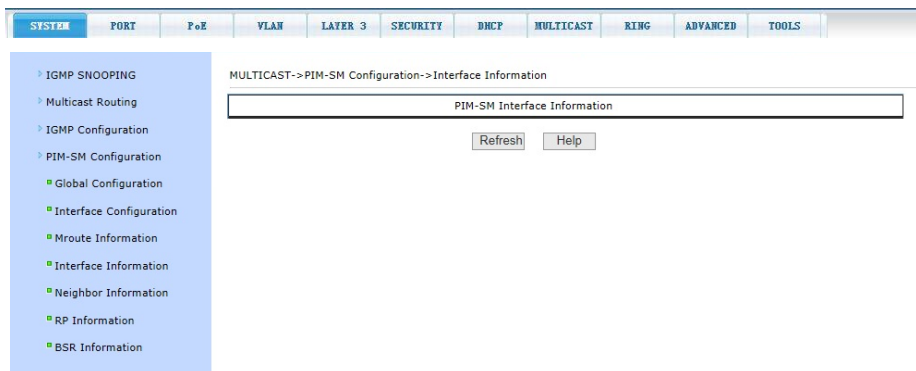 SYSTEM PORT PoE VLAN LAYER 3 SECURITY DHCP MULTICAST RING ADVANCED TOOLS
IGMP SNOOPING
Multicast Routing
IGMP Configuration
PIM-SM Configuration
Global Configuration
Interface Configuration
Mroute Information
Interface Information
Neighbor Information
RP Information
BSR Information
MULTICAST->PIM-SM Configuration->Interface Information
PIM-SM Interface Information
Refresh Help